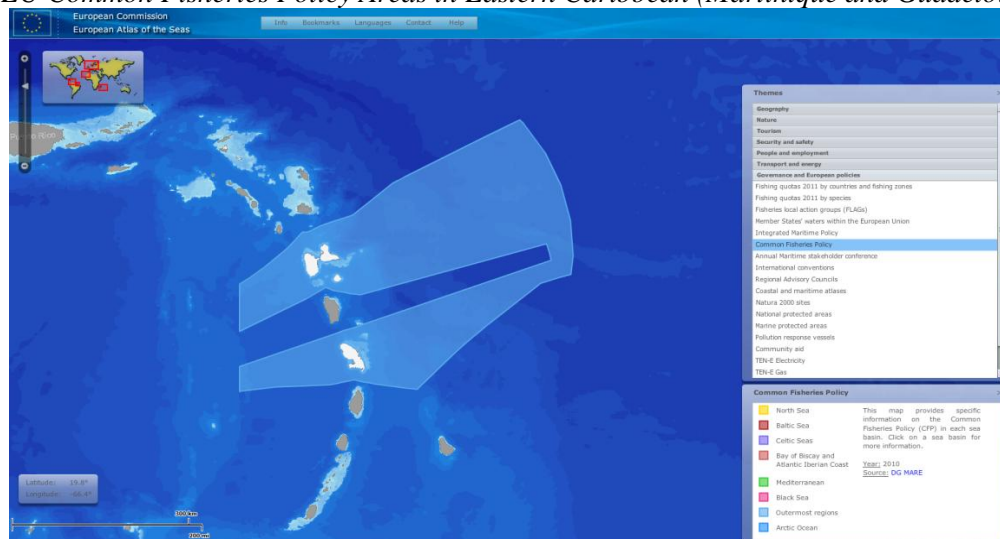 EU Common Fisheries Policy Areas in Eastern Caribbean (Martinique and
European Commission
European Atlas of the Seas
Info Bookmarks Languages Contact Help
Themes
Geography
Nature
Tourism
Security and safety
People and employment
Transport and energy
Governance and European policies
Fishing quotas 2011 by countries and fishing zones
Fishing quotas 2011 by species
Fisheries local action groups (FLAGs)
Member States' waters within the European Union
Integrated Maritime Policy
Common Fisheries Policy
Annual Maritime stakeholder conference
International conventions
Regional Advisory Councils
Coastal and maritime atlases
Natura 2000 sites
National protected areas
Marine protected areas
Pollution response vessels
Community aid
TEN-E Electricity
TEN-E Gas
Common Fisheries Policy
North Sea
Baltic Sea
Celtic Seas
Bay of Biscay and
Atlantic Iberian Coast
Mediterranean
Black Sea
Outermost regions
Arctic Ocean
This map provides specific
information on the Common
Fisheries Policy (CFP) in each sea
basin. Click on a sea basin for
more information.
Year: 2010
Source: DG MARE
Latitude: 19.8°
Longitude:
300 km
200 mi